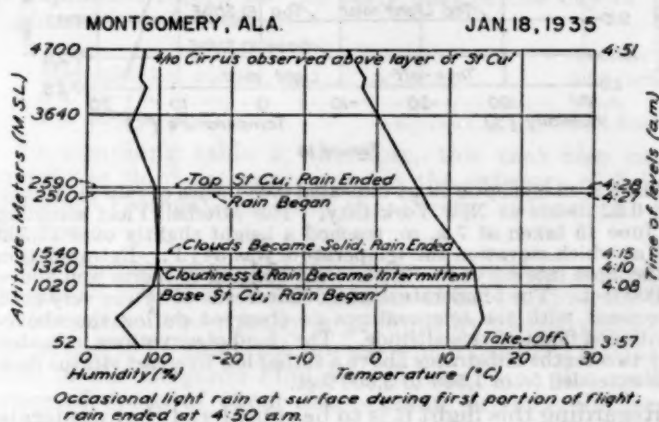 MONTGOMERY, ALA. JAN. 18, 1935
4700 4/10 Cirrus observed above layer of St Cu 4:51
3640
2590 Top St Cu; Rain Ended 4:28
2510 Rain Began 4:27
1540 Clouds Became Solid; Rain Ended 4:15
1320 Cloudiness & Rain Became Intermittent 4:10
1020 Base St Cu; Rain Began 4:08
52 Take-Off 3:57
Altitude-Meters (M.S.L.)
Time of levels (a.m.)
0 100 -20 -10 0 10 20 30
Humidity (%) Temperature (°C)
Occasional light rain at surface during first portion of flight;
rain ended at 4:50 a.m.